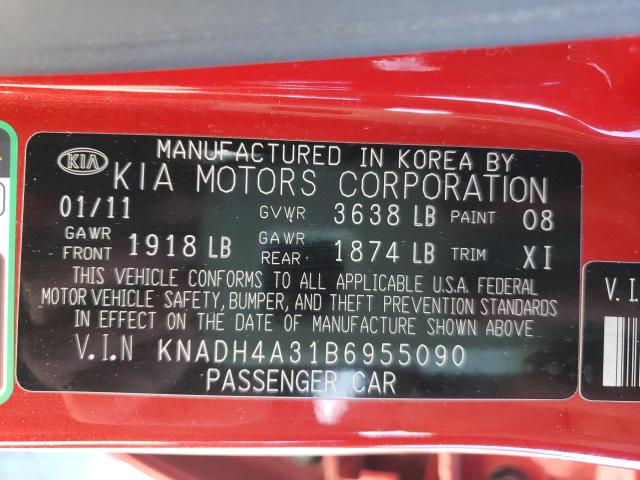 KIA
MANUFACTURED IN KOREA BY
KIA MOTORS CORPORATION
01/11 GVWR 3638 LB PAINT 08
GAWR FRONT 1918 LB GAWR REAR 1874 LB TRIM XI
THIS VEHICLE CONFORMS TO ALL APPLICABLE U.S.A. FEDERAL
MOTOR VEHICLE SAFETY, BUMPER, AND THEFT PREVENTION STANDARDS
IN EFFECT ON THE DATE OF MANUFACTURE SHOWN ABOVE
V.I.N KNADH4A31B6955090
PASSENGER CAR
V.I